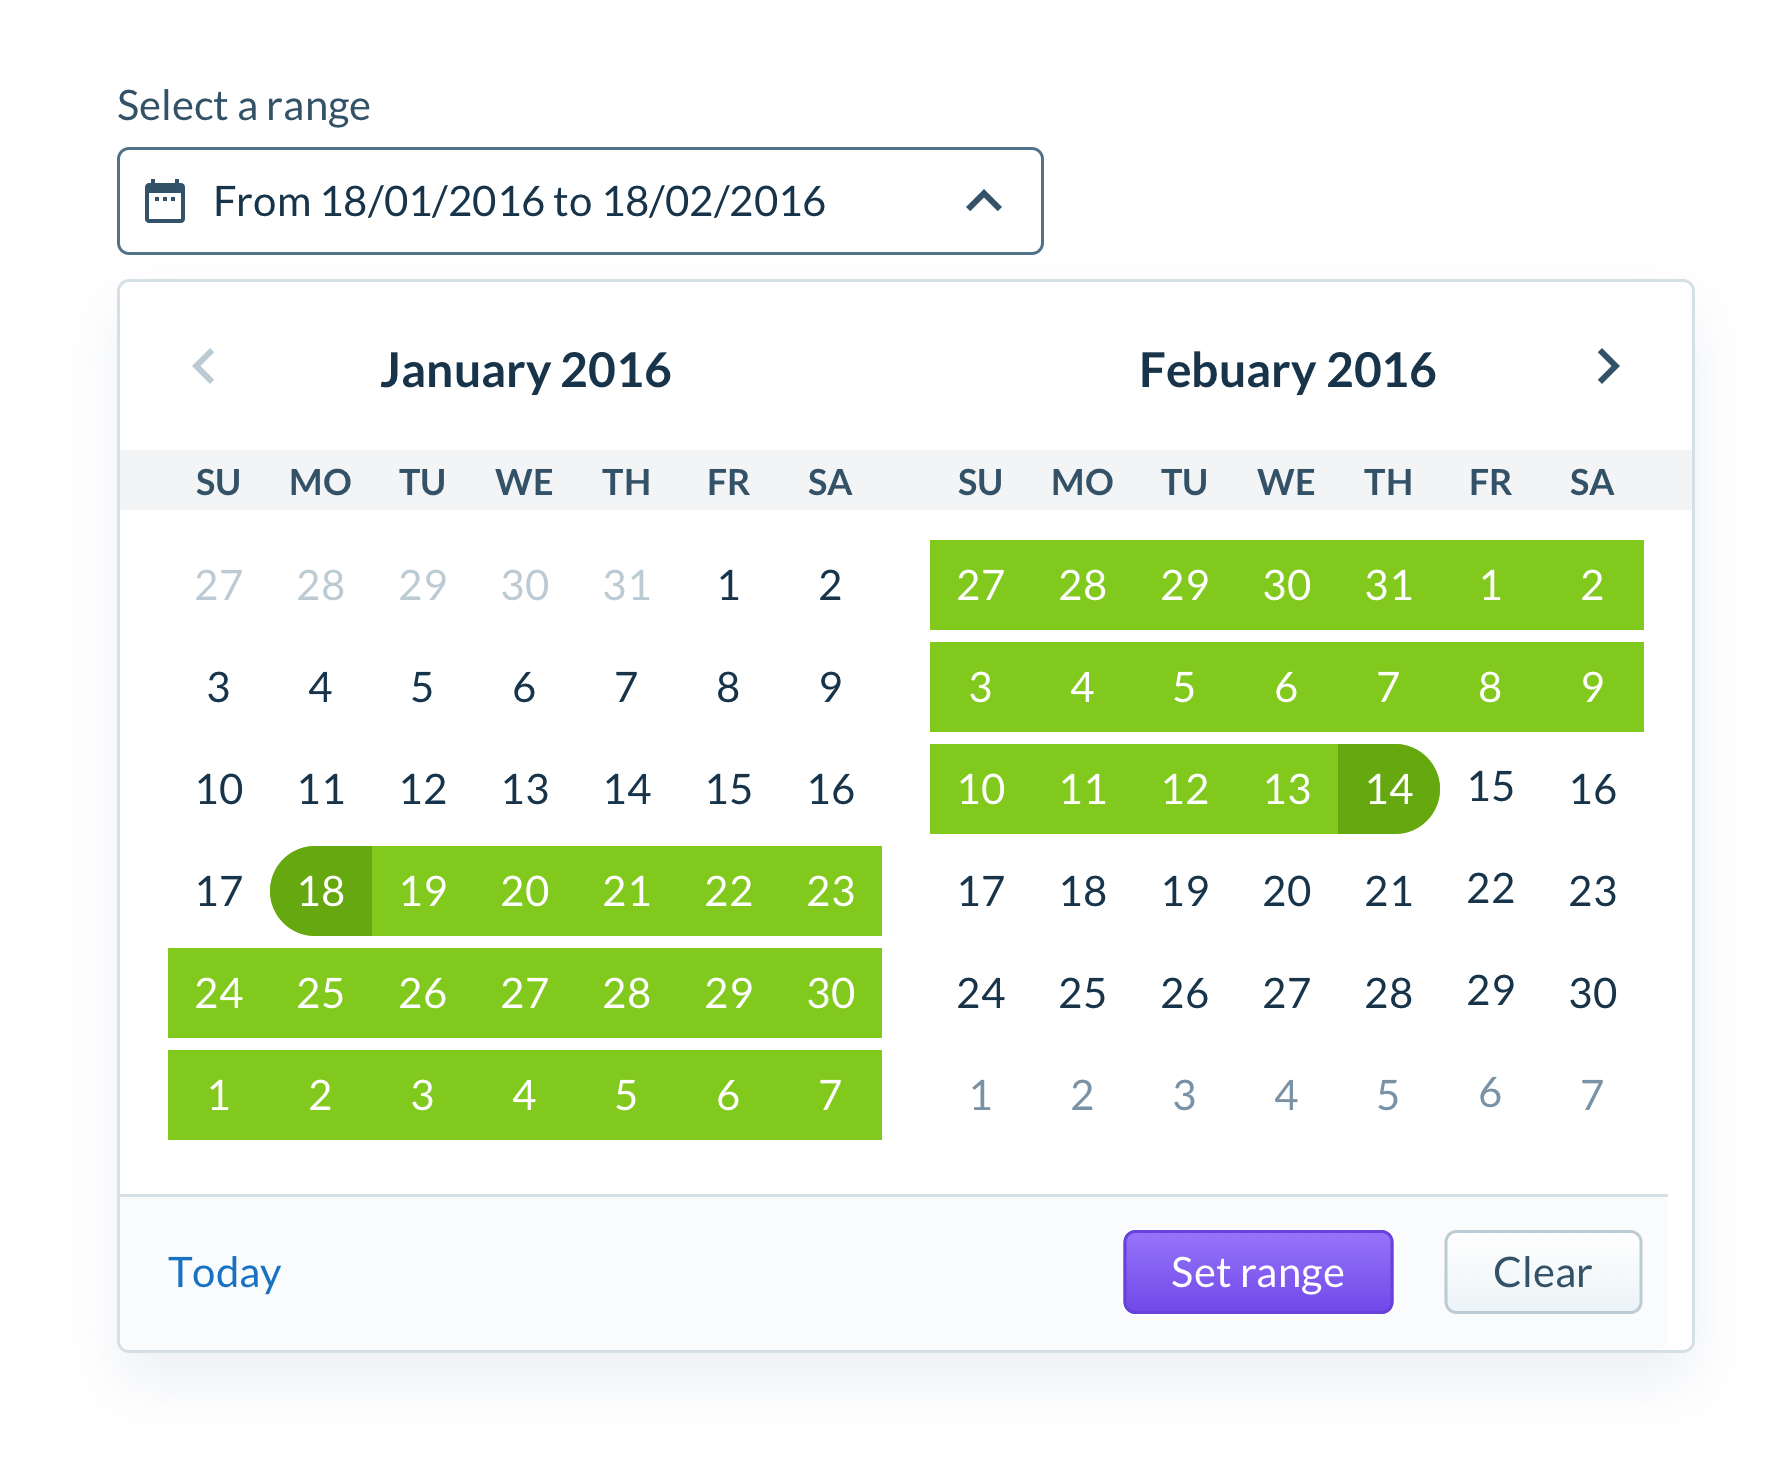 Select a range
From 18/01/2016 to 18/02/2016
January 2016 Febuary 2016
SU MO TU WE TH FR SA SU MO TU WE TH FR SA
27 28 29 30 31 1 2 27 28 29 30 31 1 2
3 4 5 6 7 8 9 3 4 5 6 7 8 9
10 11 12 13 14 15 16 10 11 12 13 14 15 16
17 18 19 20 21 22 23 17 18 19 20 21 22 23
24 25 26 27 28 29 30 24 25 26 27 28 29 30
1 2 3 4 5 6 7 1 2 3 4 5 6 7
Today Set range Clear